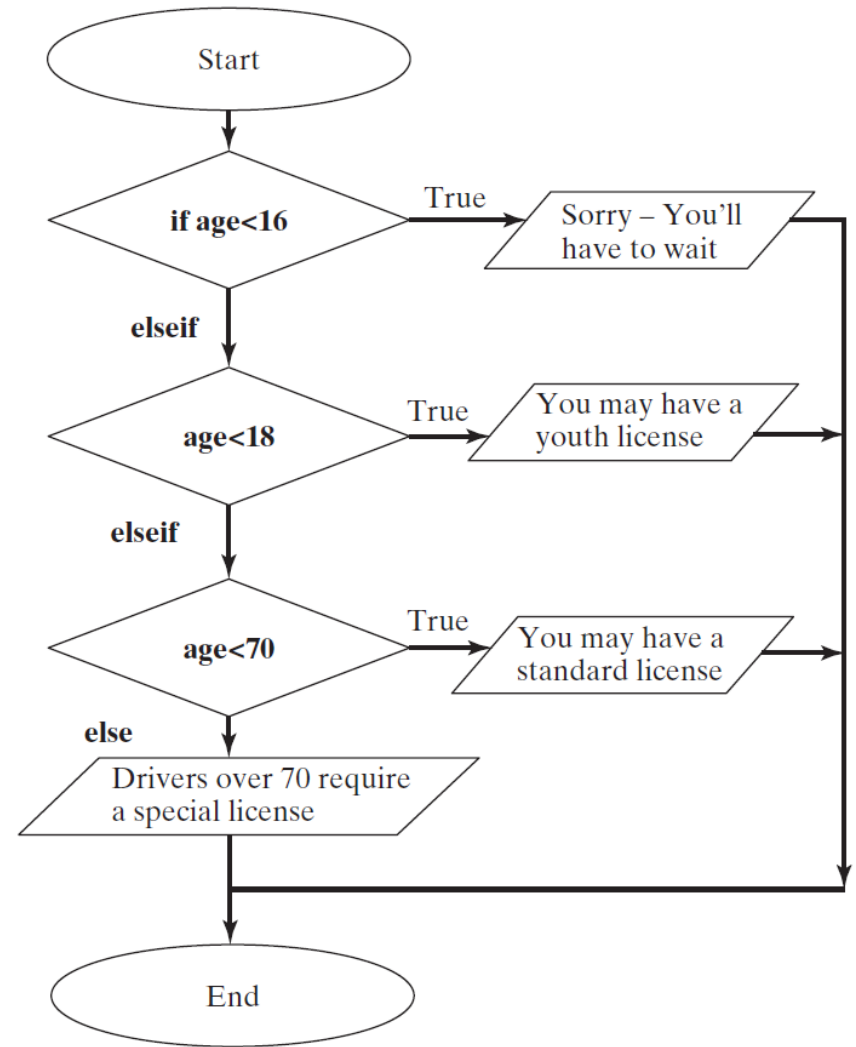 Start
if age<16
True
Sorry – You’ll
have to wait
elseif
age<18
True
You may have a
youth license
elseif
age<70
True
You may have a
standard license
else
Drivers over 70 require
a special license
End